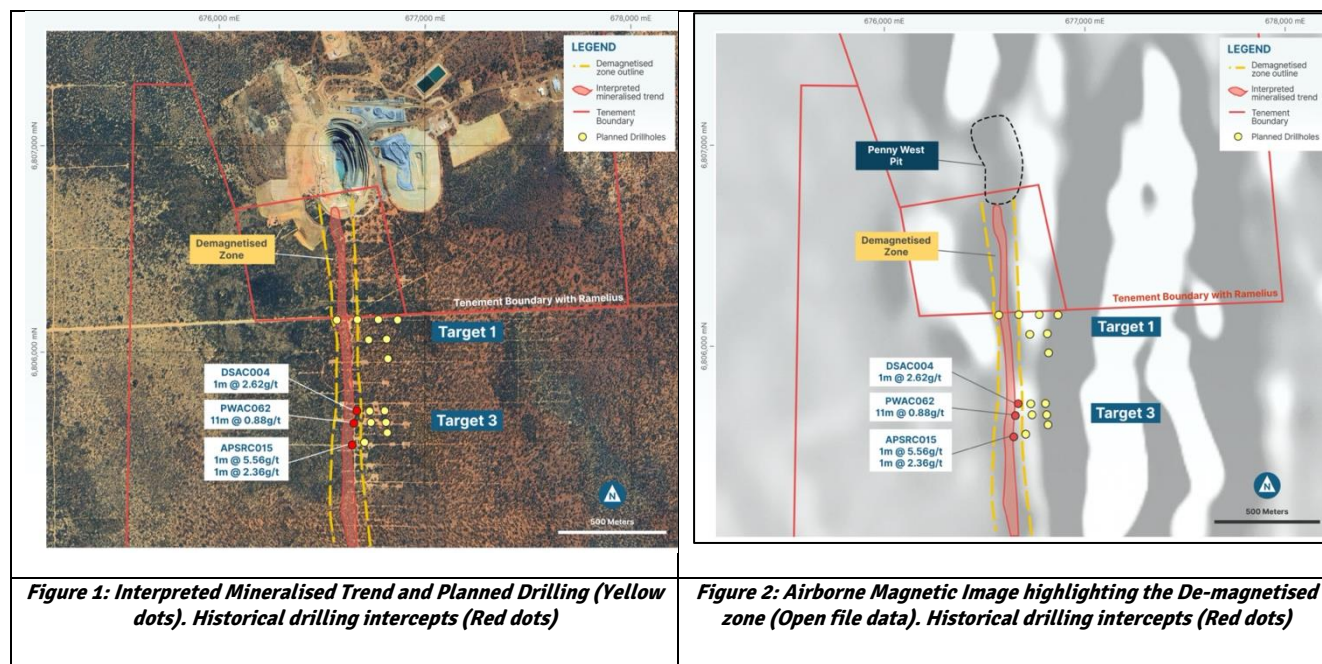 676,000 mE
677,000 mE
678,000 mE
6,807,000 mN
6,806,000 mN
LEGEND
Demagnetised
zone outline
Interpreted
mineralised trend
Tenement
Boundary
Planned Drillholes
Demagnetised
Zone
Tenement Boundary with Ramelius
Target 1
DSAC004
1m @ 2.62g/t
PWAC062
11m @ 0.88g/t
Target 3
APSRC015
1m @ 5.56g/t
1m @ 2.36g/t
N
500 Meters
Figure 1: Interpreted Mineralised Trend and Planned Drilling (Yellow
dots). Historical drilling intercepts (Red dots)
676,000 mE
677,000 mE
678,000 mE
6,807,000 mN
6,806,000 mN
LEGEND
Demagnetised
zone outline
Interpreted
mineralised trend
Tenement
Boundary
Planned Drillholes
Penny West
Pit
Demagnetised
Zone
Tenement Boundary with Ramelius
Target 1
DSAC004
1m @ 2.62g/t
PWAC062
11m @ 0.88g/t
Target 3
APSRC015
1m @ 5.56g/t
1m @ 2.36g/t
N
500 Meters
Figure 2: Airborne Magnetic Image highlighting the De-magnetised
zone (Open file data). Historical drilling intercepts (Red dots)